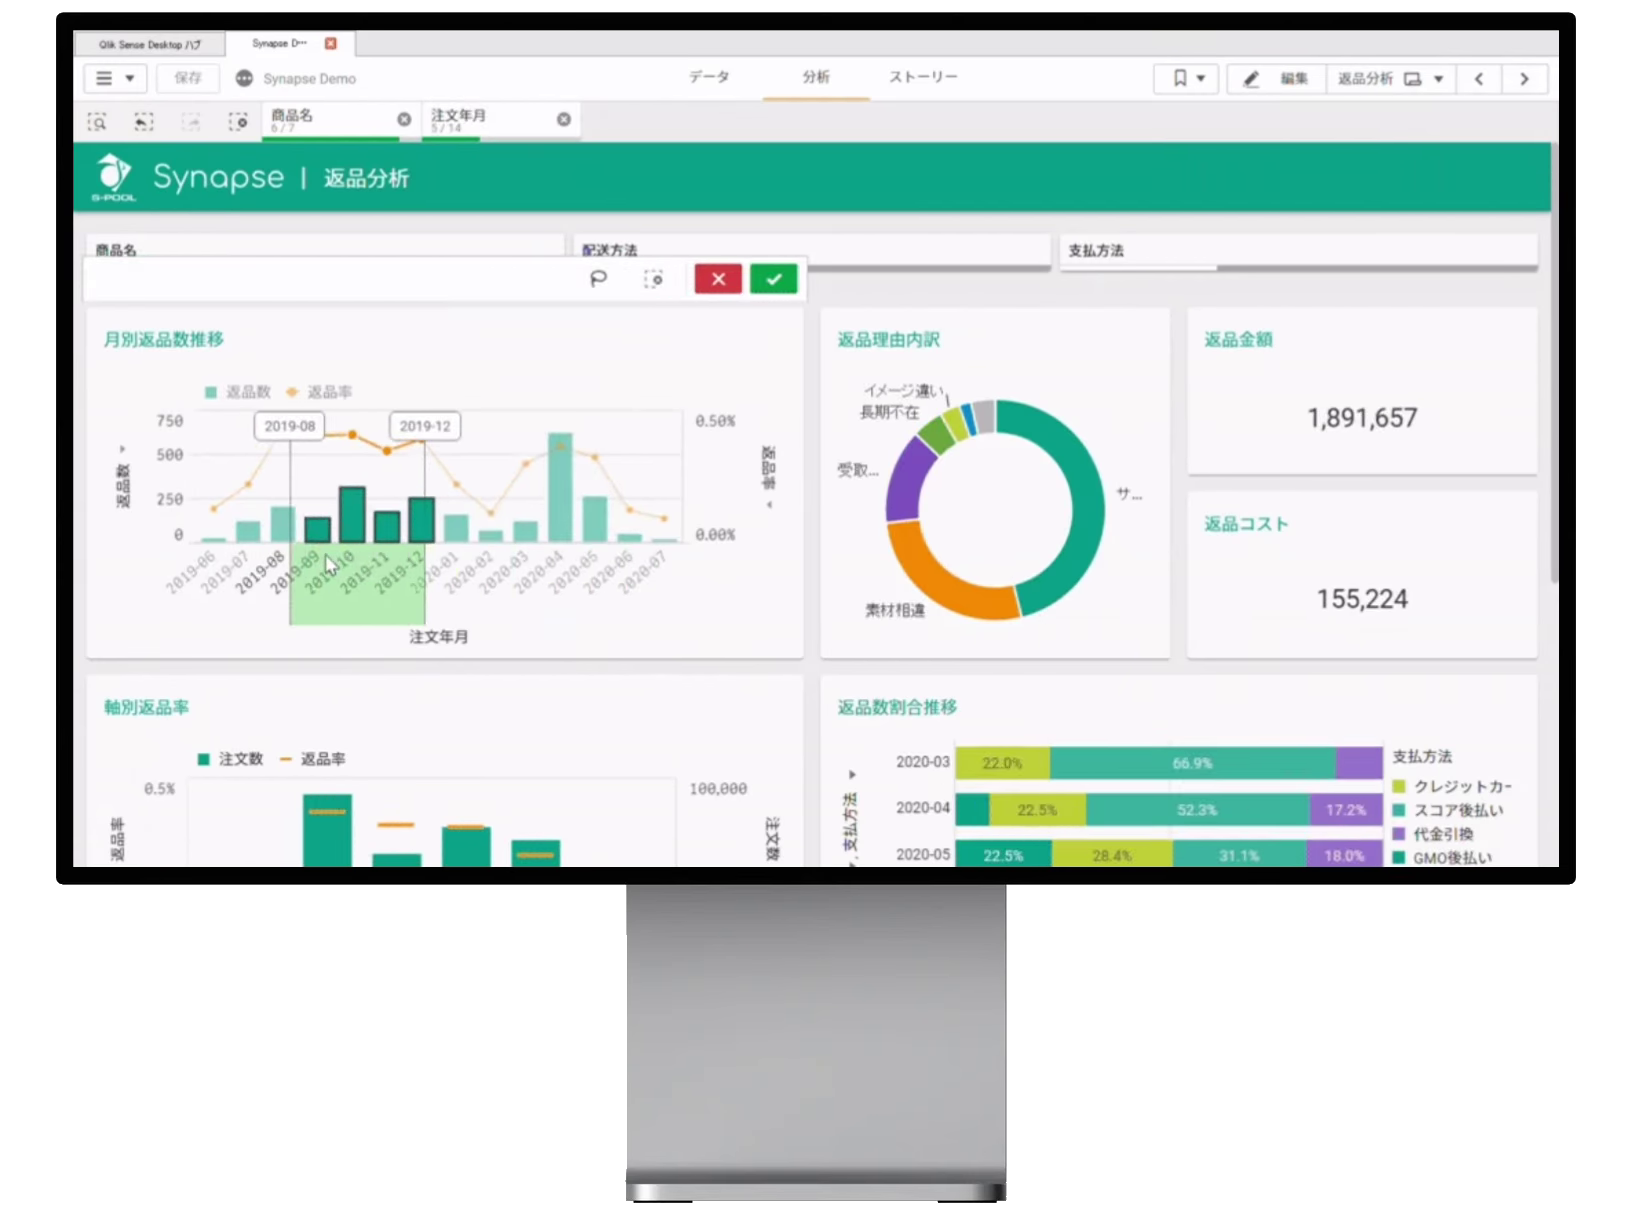 Qlik Sense Desktop ハブ
Synapse D…
保存
Synapse Demo
データ
分析
ストーリー
編集
返品分析
商品名
6 / 7
注文年月
5 / 14
S-POOL
Synapse | 返品分析
商品名
配送方法
支払方法
月別返品数推移
返品数
返品率
750
500
250
0
返品数
2019-08
2019-12
0.50%
0.00%
返品率
2019-06
2019-07
2019-08
2019-09
2019-11
2019-12
2020-01
2020-02
2020-03
2020-04
2020-05
2020-06
2020-07
注文年月
返品理由内訳
イメージ違い
長期不在
受取…
サ…
素材相違
返品金額
1,891,657
返品コスト
155,224
軸別返品率
注文数
返品率
0.5%
100,000
返品率
注文数
返品数割合推移
支払方法
2020-03
22.0%
66.9%
2020-04
22.5%
52.3%
17.2%
2020-05
22.5%
28.4%
31.1%
18.0%
支払方法
クレジットカ
スコア後払い
代金引換
GMO後払い